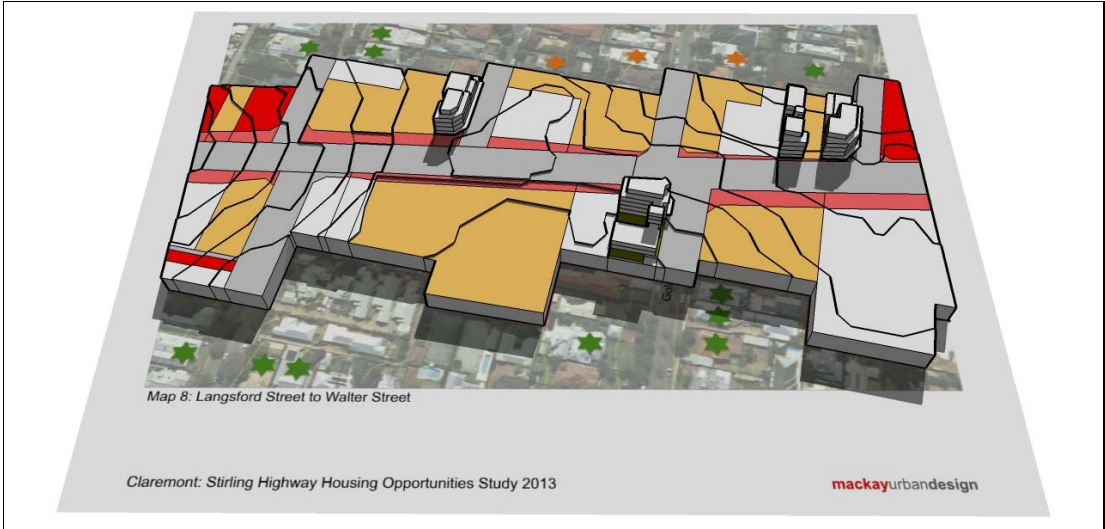 Map 8: Langsford Street to Walter Street
Claremont: Stirling Highway Housing Opportunities Study 2013
mackayurbandesign